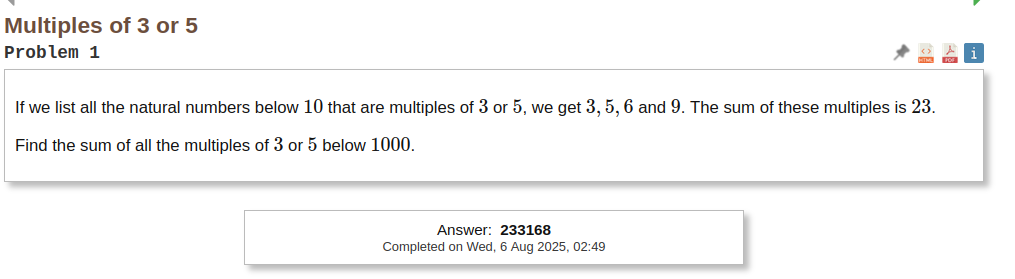 Multiples of 3 or 5
Problem 1
HTML
PDF
i
If we list all the natural numbers below 10 that are multiples of 3 or 5, we get 3, 5, 6 and 9. The sum of these multiples is 23.
Find the sum of all the multiples of 3 or 5 below 1000.
Answer: 233168
Completed on Wed, 6 Aug 2025, 02:49